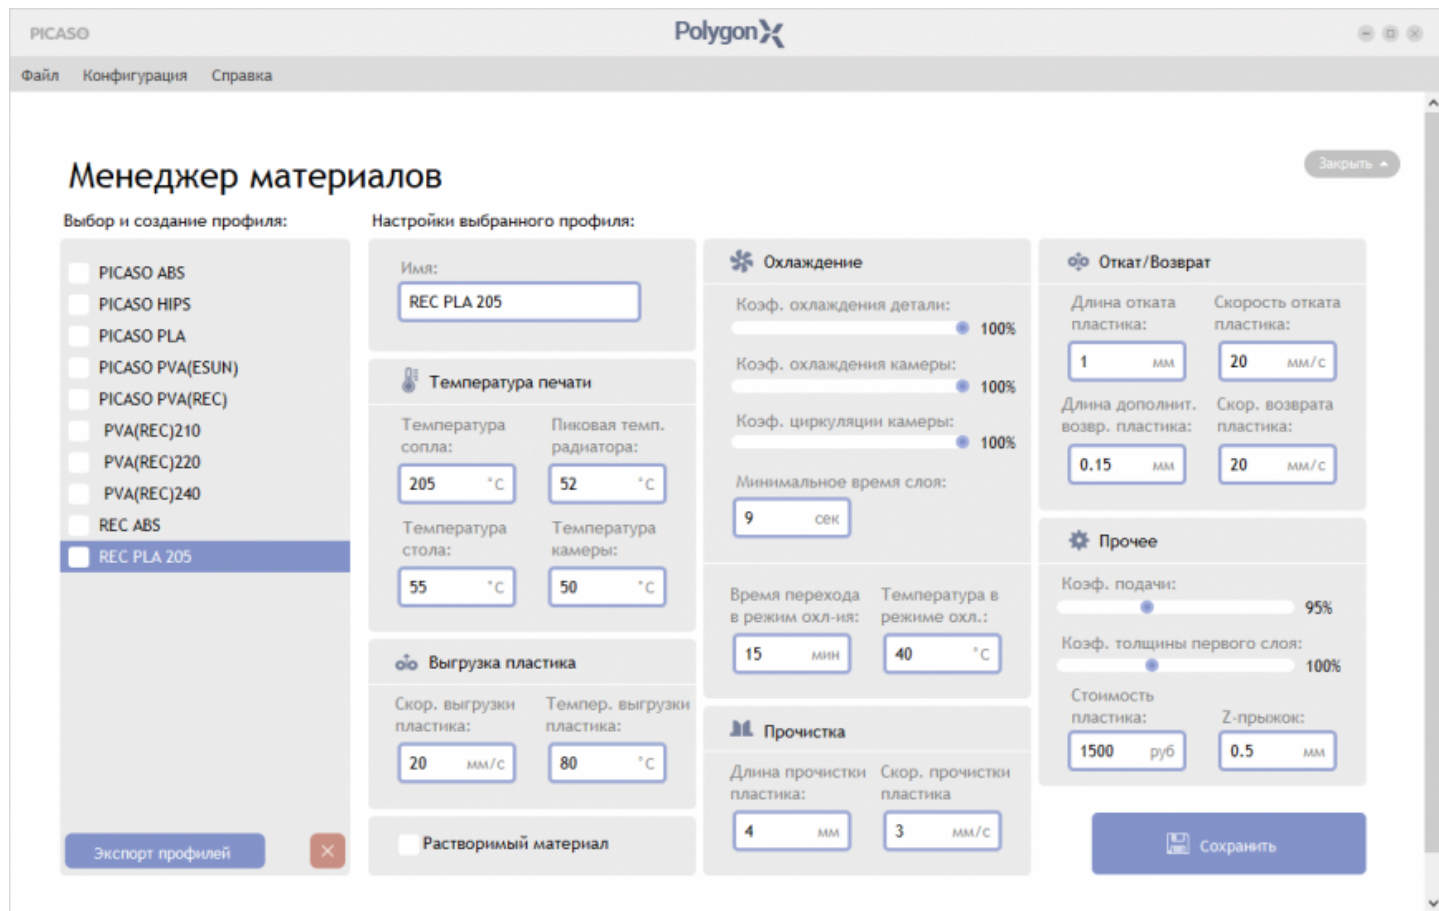 PICASO
PolygonX
Файл Конфигурация Справка
Менеджер материалов
Закрыть
Выбор и создание профиля:
PICASO ABS
PICASO HIPS
PICASO PLA
PICASO PVA(ESUN)
PICASO PVA(REC)
PVA(REC)210
PVA(REC)220
PVA(REC)240
REC ABS
REC PLA 205
Экспорт профилей
Настройки выбранного профиля:
Имя:
REC PLA 205
Температура печати
Температура
сопла:
205 °C
Пиковая темп.
радиатора:
52 °C
Температура
стола:
55 °C
Температура
камеры:
50 °C
Выгрузка пластика
Скор. выгрузки
пластика:
20 мм/с
Темпер. выгрузки
пластика:
80 °C
Растворимый материал
Охлаждение
Коэф. охлаждения детали:
100%
Коэф. охлаждения камеры:
100%
Коэф. циркуляции камеры:
100%
Минимальное время слоя:
9 сек
Время перехода
в режим охл-ия:
15 мин
Температура в
режиме охл.:
40 °C
Прочистка
Длина прочистки
пластика:
4 мм
Скор. прочистки
пластика
3 мм/с
Откат/Возврат
Длина отката
пластика:
1 мм
Скорость отката
пластика:
20 мм/с
Длина дополнит.
возвр. пластика:
0.15 мм
Скор. возврата
пластика:
20 мм/с
Прочее
Коэф. подачи:
95%
Коэф. толщины первого слоя:
100%
Стоимость
пластика:
1500 руб
Z-прыжок:
0.5 мм
Сохранить